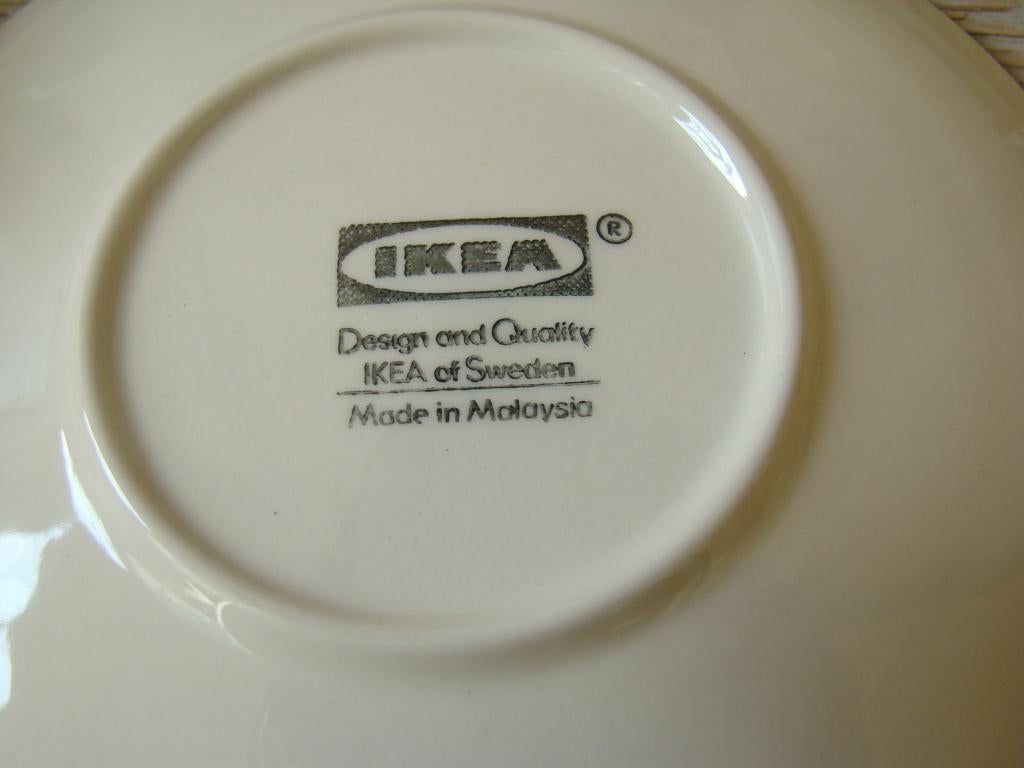 IKEA®
Design and Quality
IKEA of Sweden
Made in Malaysia